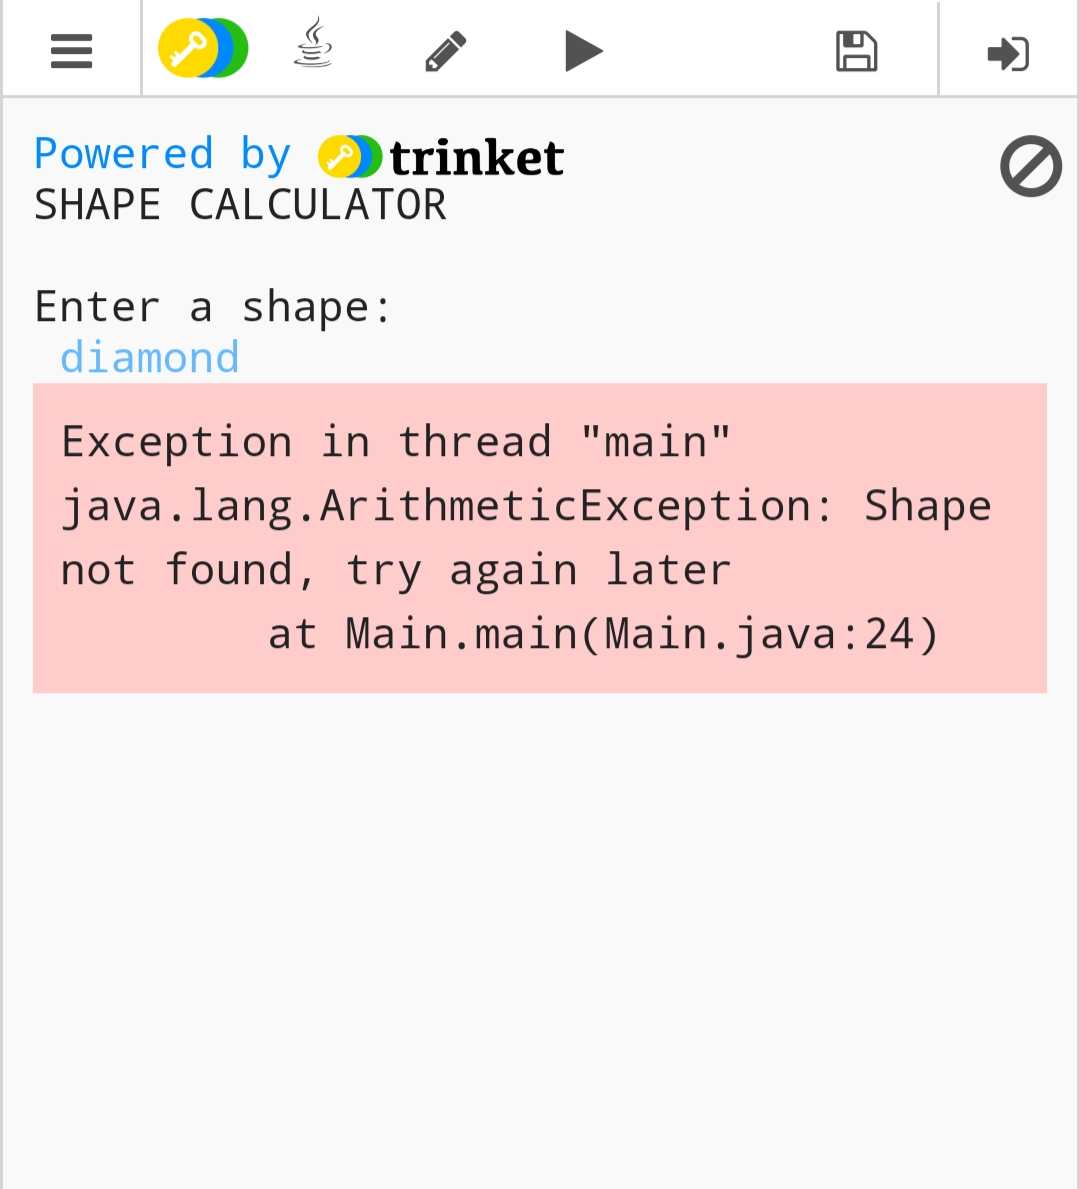 Powered by trinket
SHAPE CALCULATOR
Enter a shape:
diamond
Exception in thread "main"
java.lang.ArithmeticException: Shape
not found, try again later
at Main.main(Main.java:24)